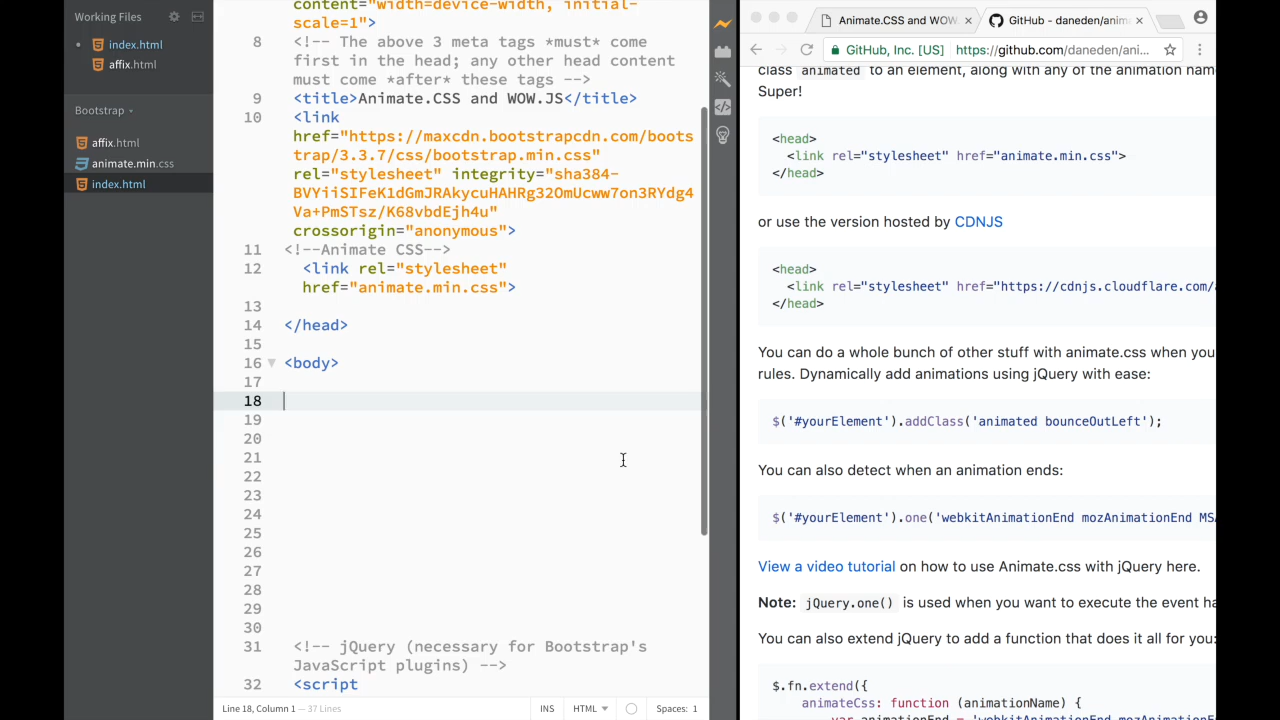 Working Files
index.html
affix.html
Bootstrap
affix.html
animate.min.css
index.html
content="width=device-width, initial-
scale=1">
8 <!-- The above 3 meta tags *must* come
first in the head; any other head content
must come *after* these tags -->
9 <title>Animate.CSS and WOW.JS</title>
10 <link
href="https://maxcdn.bootstrapcdn.com/boots
trap/3.3.7/css/bootstrap.min.css"
rel="stylesheet" integrity="sha384-
BVYiiSIFeK1dGmJRAkycuHAHRg32OmUcww7on3RYdg4
Va+PmSTsz/K68vbdEjh4u"
crossorigin="anonymous">
11 <!--Animate CSS-->
12 <link rel="stylesheet"
href="animate.min.css">
13
14 </head>
15
16 <body>
17
18
19
20
21
22
23
24
25
26
27
28
29
30
31 <!-- jQuery (necessary for Bootstrap's
JavaScript plugins) -->
32 <script
Line 18, Column 1 — 37 Lines
INS
HTML
Spaces: 1
Animate.CSS and WOW
GitHub - daneden/anim
GitHub, Inc. [US]
https://github.com/daneden/ani...
class animated to an element, along with any of the animation nam
Super!
<head>
<link rel="stylesheet" href="animate.min.css">
</head>
or use the version hosted by CDNJS
<head>
<link rel="stylesheet" href="https://cdnjs.cloudflare.com/
</head>
You can do a whole bunch of other stuff with animate.css when you
rules. Dynamically add animations using jQuery with ease:
$('#yourElement').addClass('animated bounceOutLeft');
You can also detect when an animation ends:
$('#yourElement').one('webkitAnimationEnd mozAnimationEnd MS
View a video tutorial on how to use Animate.css with jQuery here.
Note: jQuery.one() is used when you want to execute the event ha
You can also extend jQuery to add a function that does it all for you:
$.fn.extend({
animateCss: function (animationName) {
var animationEnd = 'webkitAnimationEnd mozAnimationEnd